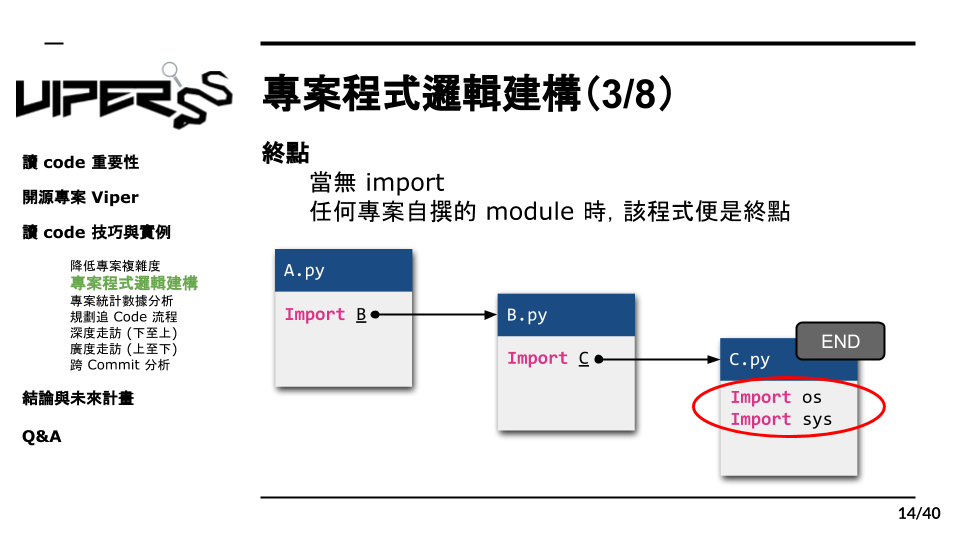 VIPER
專案程式邏輯建構(3/8)
讀 code 重要性
開源專案 Viper
讀 code 技巧與實例
降低專案複雜度
專案程式邏輯建構
專案統計數據分析
規劃追 Code 流程
深度走訪 (下至上)
廣度走訪 (上至下)
跨 Commit 分析
結論與未來計畫
Q&A
終點
當無 import
任何專案自撰的 module 時, 該程式便是終點
A.py
Import B
B.py
Import C
END
C.py
Import os
Import sys
14/40